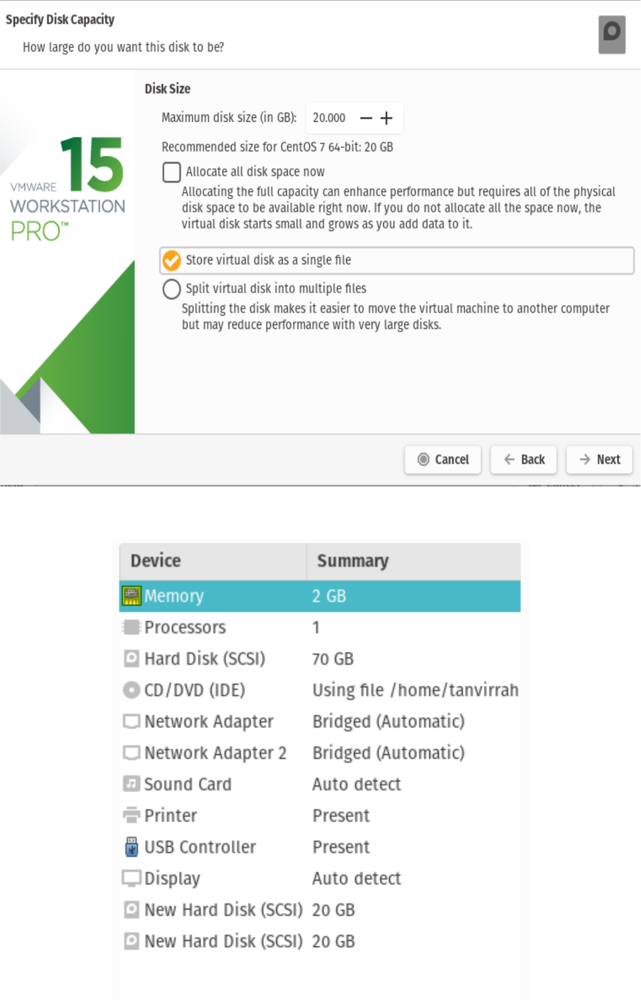 Specify Disk Capacity
How large do you want this disk to be?
15
VMWARE
WORKSTATION
PRO™
Disk Size
Maximum disk size (in GB): 20.000
Recommended size for CentOS 7 64-bit: 20 GB
Allocate all disk space now
Allocating the full capacity can enhance performance but requires all of the physical
disk space to be available right now. If you do not allocate all the space now, the
virtual disk starts small and grows as you add data to it.
Store virtual disk as a single file
Split virtual disk into multiple files
Splitting the disk makes it easier to move the virtual machine to another computer
but may reduce performance with very large disks.
Cancel Back Next
Device Summary
Memory 2 GB
Processors 1
Hard Disk (SCSI) 70 GB
CD/DVD (IDE) Using file /home/tanvirrah
Network Adapter Bridged (Automatic)
Network Adapter 2 Bridged (Automatic)
Sound Card Auto detect
Printer Present
USB Controller Present
Display Auto detect
New Hard Disk (SCSI) 20 GB
New Hard Disk (SCSI) 20 GB